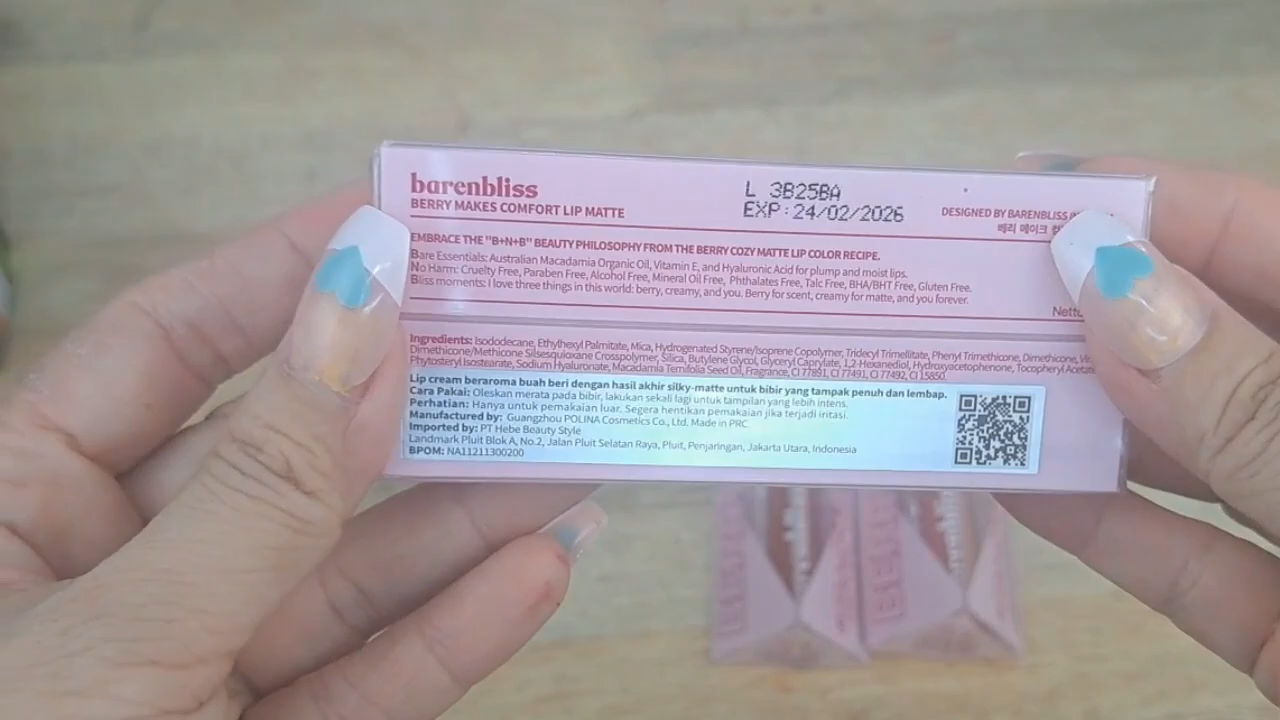 barenbliss
BERRY MAKES COMFORT LIP MATTE
L 3B25BA
EXP:24/02/2026
DESIGNED BY BARENBLISS
베리 메이크
EMBRACE THE "B+N+B" BEAUTY PHILOSOPHY FROM THE BERRY COZY MATTE LIP COLOR RECIPE.
Bare Essentials: Australian Macadamia Organic Oil, Vitamin E, and Hyaluronic Acid for plump and moist lips.
No Harm: Cruelty Free, Paraben Free, Alcohol Free, Mineral Oil Free, Phthalates Free, Talc Free, BHA/BHT Free, Gluten Free.
Bliss moments: I love three things in this world: berry, creamy, and you. Berry for scent, creamy for matte, and you forever.
Netto
Ingredients: Isododecane, Ethylhexyl Palmitate, Mica, Hydrogenated Styrene/Isoprene Copolymer, Tridecyl Trimellitate, Phenyl Trimethicone, Dimethicone,
Dimethicone/Methicone Silsesquioxane Crosspolymer, Silica, Butylene Glycol, Glyceryl Caprylate, 1,2-Hexanediol, Hydroxyacetophenone, Tocopheryl Acetate,
Phytosteryl Isostearate, Sodium Hyaluronate, Macadamia Ternifolia Seed Oil, Fragrance, CI 77891, CI 77491, CI 77492, CI 15850.
Lip cream beraroma buah beri dengan hasil akhir silky-matte untuk bibir yang tampak penuh dan lembap.
Cara Pakai: Oleskan merata pada bibir, lakukan sekali lagi untuk tampilan yang lebih intens.
Perhatian: Hanya untuk pemakaian luar. Segera hentikan pemakaian jika terjadi iritasi.
Manufactured by: Guangzhou POLINA Cosmetics Co., Ltd. Made in PRC
Imported by: PT Hebe Beauty Style
Landmark Pluit Blok A, No.2, Jalan Pluit Selatan Raya, Pluit, Penjaringan, Jakarta Utara, Indonesia
BPOM: NA11211300200